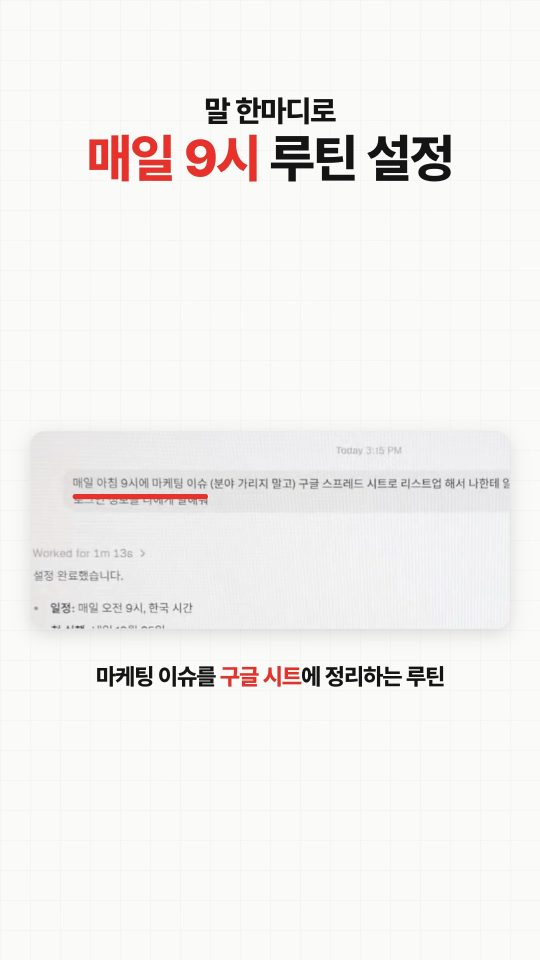 말 한마디로
매일 9시 루틴 설정
Today 3:15 PM
매일 아침 9시에 마케팅 이슈 (분야 가리지 말고) 구글 스프레드 시트로 리스트업 해서 나한테
Worked for 1m 13s >
설정 완료했습니다.
• 일정: 매일 오전 9시, 한국 시간
마케팅 이슈를 구글 시트에 정리하는 루틴